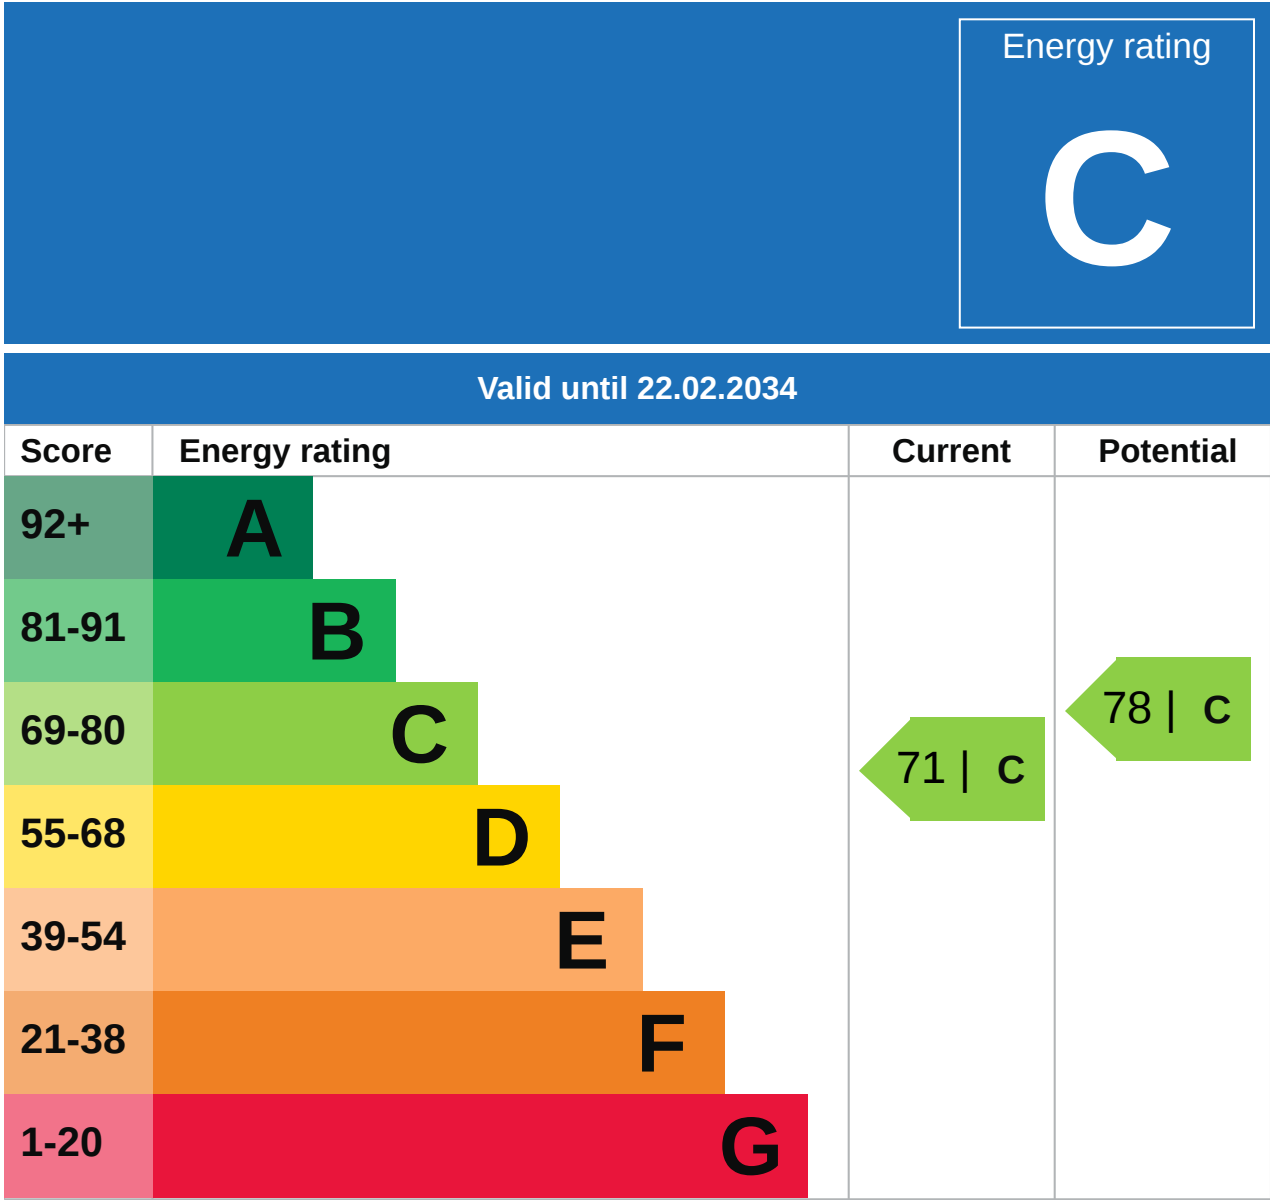 Energy rating
C
Valid until 22.02.2034
Score Energy rating Current Potential
92+ A
81-91 B
69-80 C 71 | C 78 | C
55-68 D
39-54 E
21-38 F
1-20 G